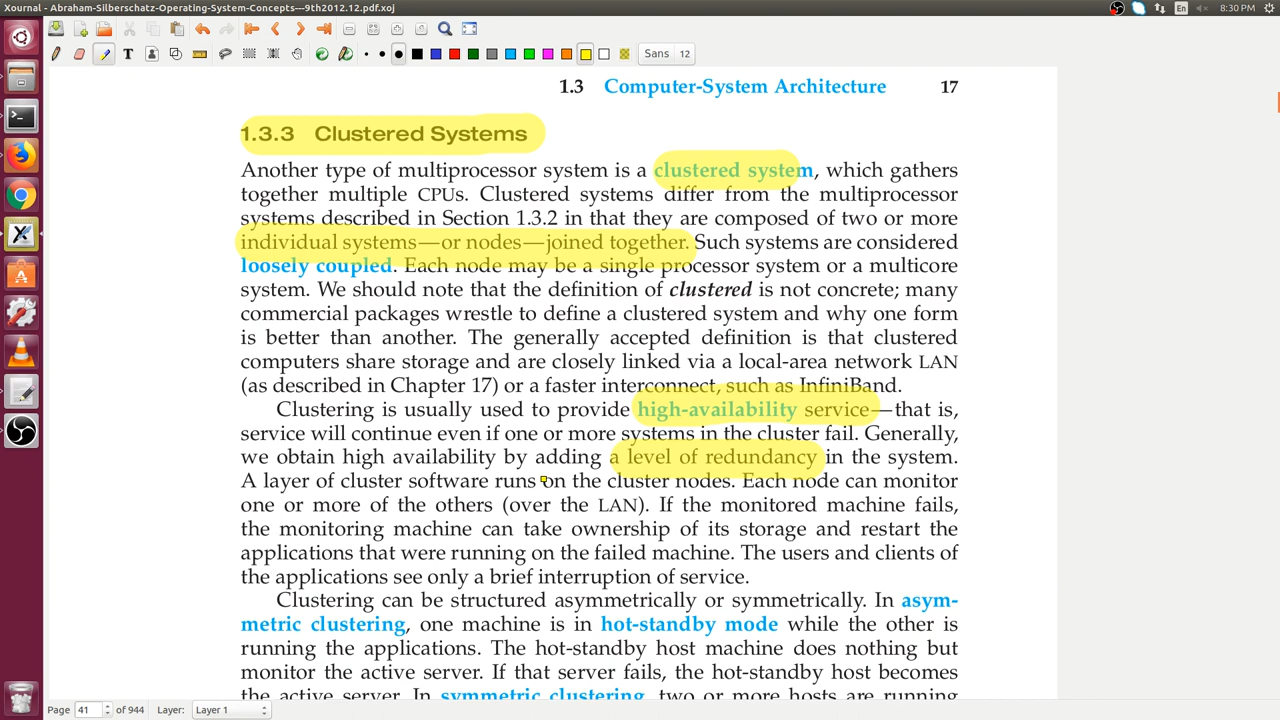 Xournal - Abraham-Silberschatz-Operating-System-Concepts---9th2012.12.pdf.xoj
En
8:30 PM
T
Sans 12
1.3 Computer-System Architecture 17
1.3.3 Clustered Systems
Another type of multiprocessor system is a clustered system, which gathers
together multiple CPUs. Clustered systems differ from the multiprocessor
systems described in Section 1.3.2 in that they are composed of two or more
individual systems—or nodes—joined together. Such systems are considered
loosely coupled. Each node may be a single processor system or a multicore
system. We should note that the definition of clustered is not concrete; many
commercial packages wrestle to define a clustered system and why one form
is better than another. The generally accepted definition is that clustered
computers share storage and are closely linked via a local-area network LAN
(as described in Chapter 17) or a faster interconnect, such as InfiniBand.
Clustering is usually used to provide high-availability service—that is,
service will continue even if one or more systems in the cluster fail. Generally,
we obtain high availability by adding a level of redundancy in the system.
A layer of cluster software runs on the cluster nodes. Each node can monitor
one or more of the others (over the LAN). If the monitored machine fails,
the monitoring machine can take ownership of its storage and restart the
applications that were running on the failed machine. The users and clients of
the applications see only a brief interruption of service.
Clustering can be structured asymmetrically or symmetrically. In asym-
metric clustering, one machine is in hot-standby mode while the other is
running the applications. The hot-standby host machine does nothing but
monitor the active server. If that server fails, the hot-standby host becomes
the active server. In symmetric clustering, two or more hosts are running
Page 41 of 944 Layer: Layer 1